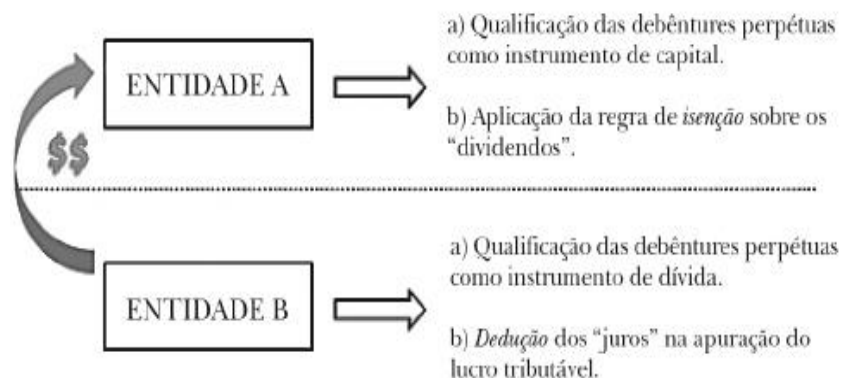 a) Qualificação das debêntures perpétuas
como instrumento de capital.
ENTIDADE A
b) Aplicação da regra de isenção sobre os
“dividendos”.
$$
a) Qualificação das debêntures perpétuas
como instrumento de dívida.
ENTIDADE B
b) Dedução dos “juros” na apuração do
lucro tributável.